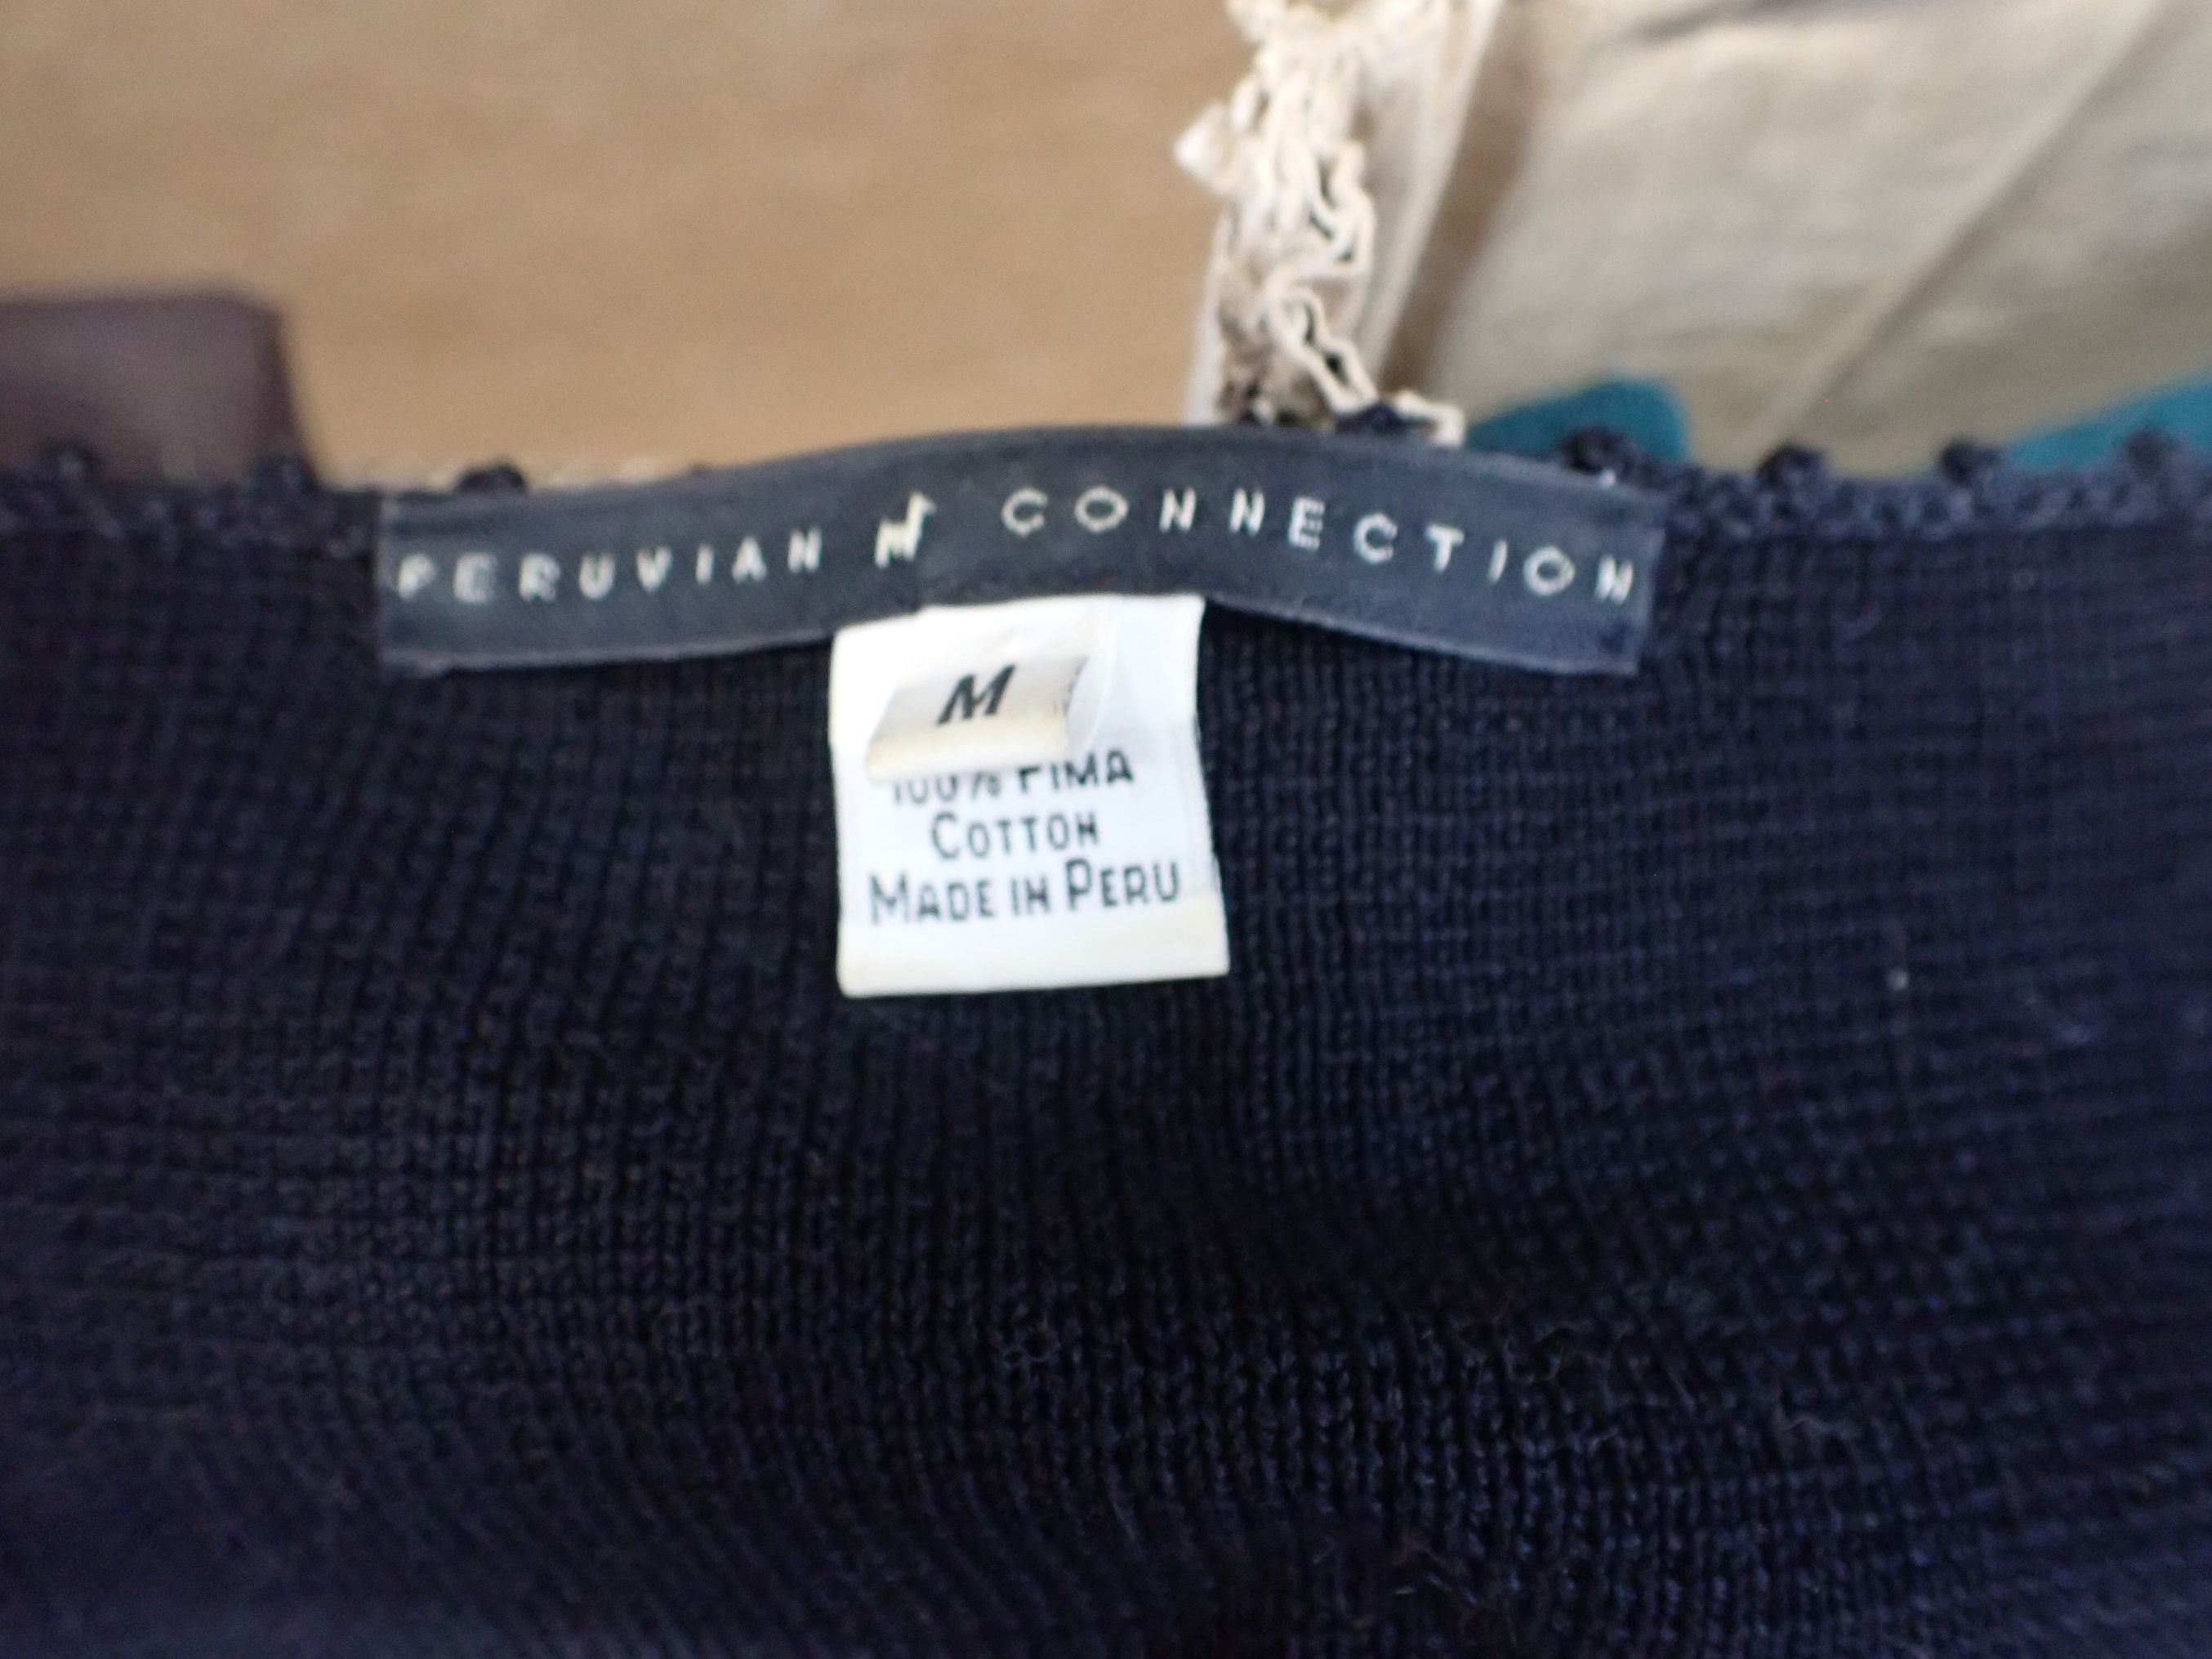 PERUVIAN CONNECTION
M
100% PIMA
COTTON
MADE IN PERU